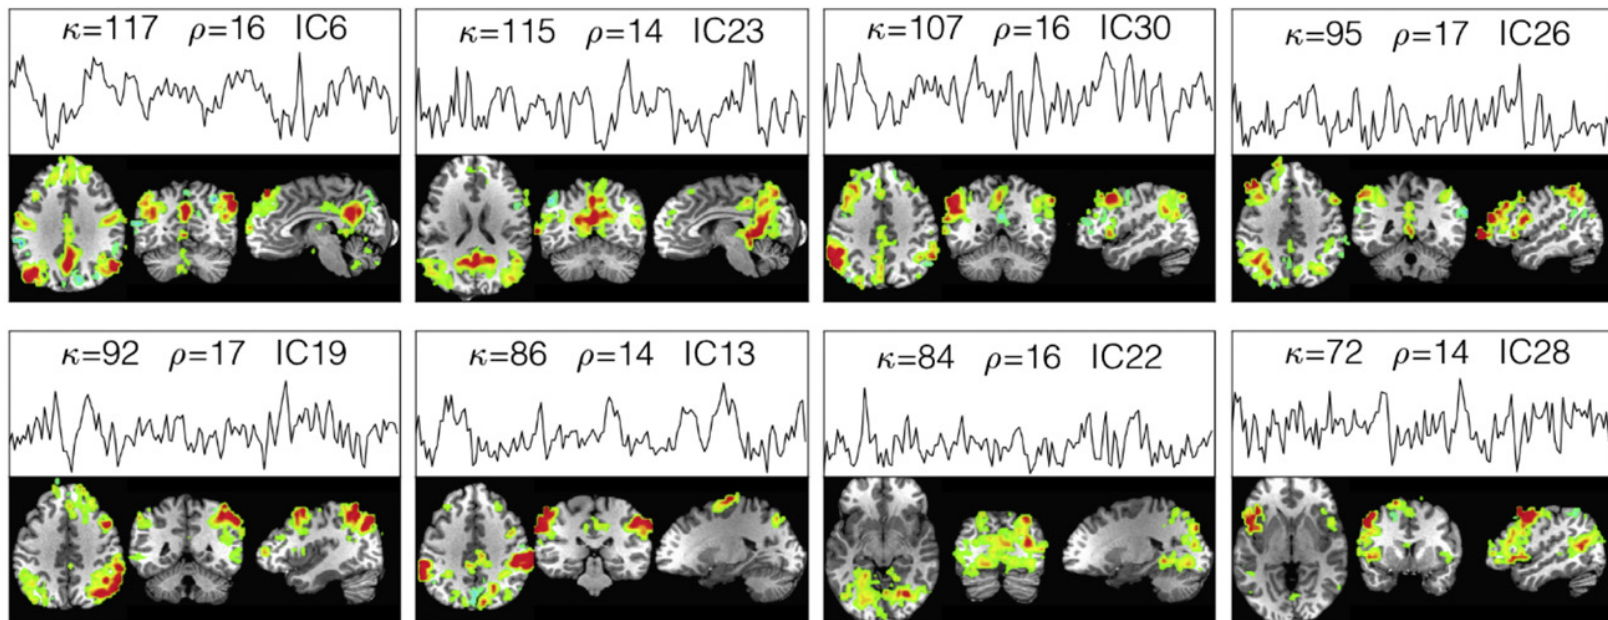 κ=117 ρ=16 IC6
κ=115 ρ=14 IC23
κ=107 ρ=16 IC30
κ=95 ρ=17 IC26
κ=92 ρ=17 IC19
κ=86 ρ=14 IC13
κ=84 ρ=16 IC22
κ=72 ρ=14 IC28